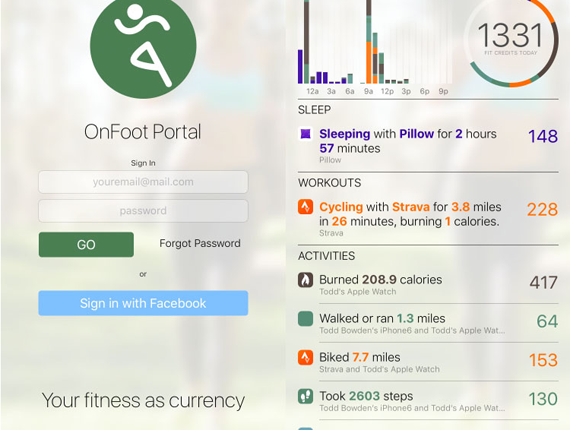 OnFoot Portal
Sign In
youremail@mail.com
password
GO
Forgot Password
or
Sign in with Facebook
Your fitness as currency
1331
FIT CREDITS TODAY
12a 3a 6a 9a 12p 3p 6p 9p
SLEEP
Sleeping with Pillow for 2 hours 148
57 minutes
Pillow
WORKOUTS
Cycling with Strava for 3.8 miles 228
in 26 minutes, burning 1 calories.
Strava
ACTIVITIES
Burned 208.9 calories 417
Todd's Apple Watch
Walked or ran 1.3 miles 64
Todd Bowden's iPhone6 and Todd's Apple Wat...
Biked 7.7 miles 153
Strava and Todd's Apple Watch
Took 2603 steps 130
Todd Bowden's iPhone6 and Todd's Apple Wat...